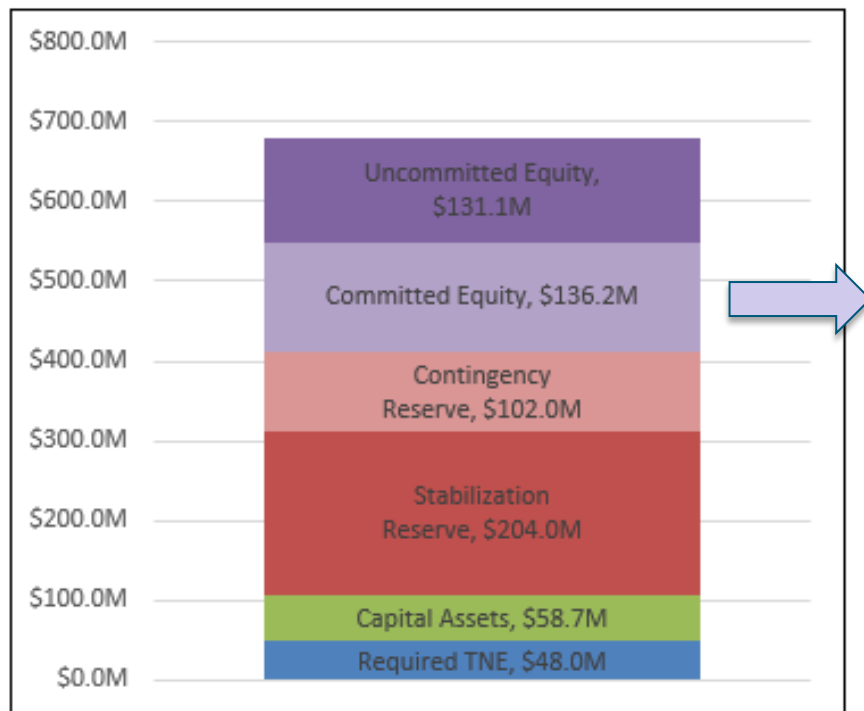 $800.0M
$700.0M
Uncommitted Equity,
$131.1M
$600.0M
$500.0M
Committed Equity, $136.2M
$400.0M
Contingency
Reserve, $102.0M
$300.0M
Stabilization
Reserve, $204.0M
$200.0M
$100.0M
Capital Assets, $58.7M
Required TNE, $48.0M
$0.0M